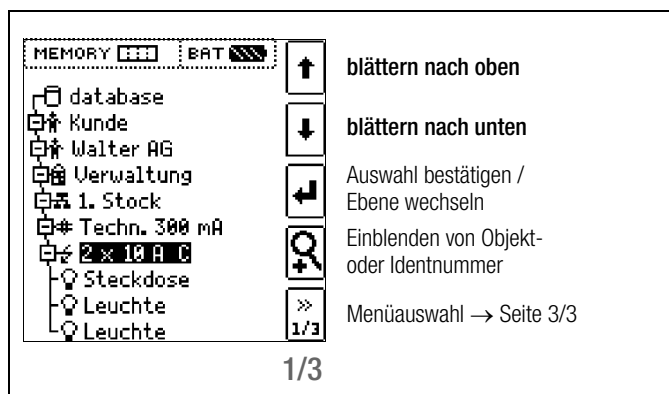 MEMORY BAT
database
Kunde
Walter AG
Verwaltung
1. Stock
Techn. 300 mA
2 x 10 A C
Steckdose
Leuchte
Leuchte
blättern nach oben
blättern nach unten
Auswahl bestätigen /
Ebene wechseln
Einblenden von Objekt-
oder Identnummer
»
1/3
Menüauswahl → Seite 3/3
1/3